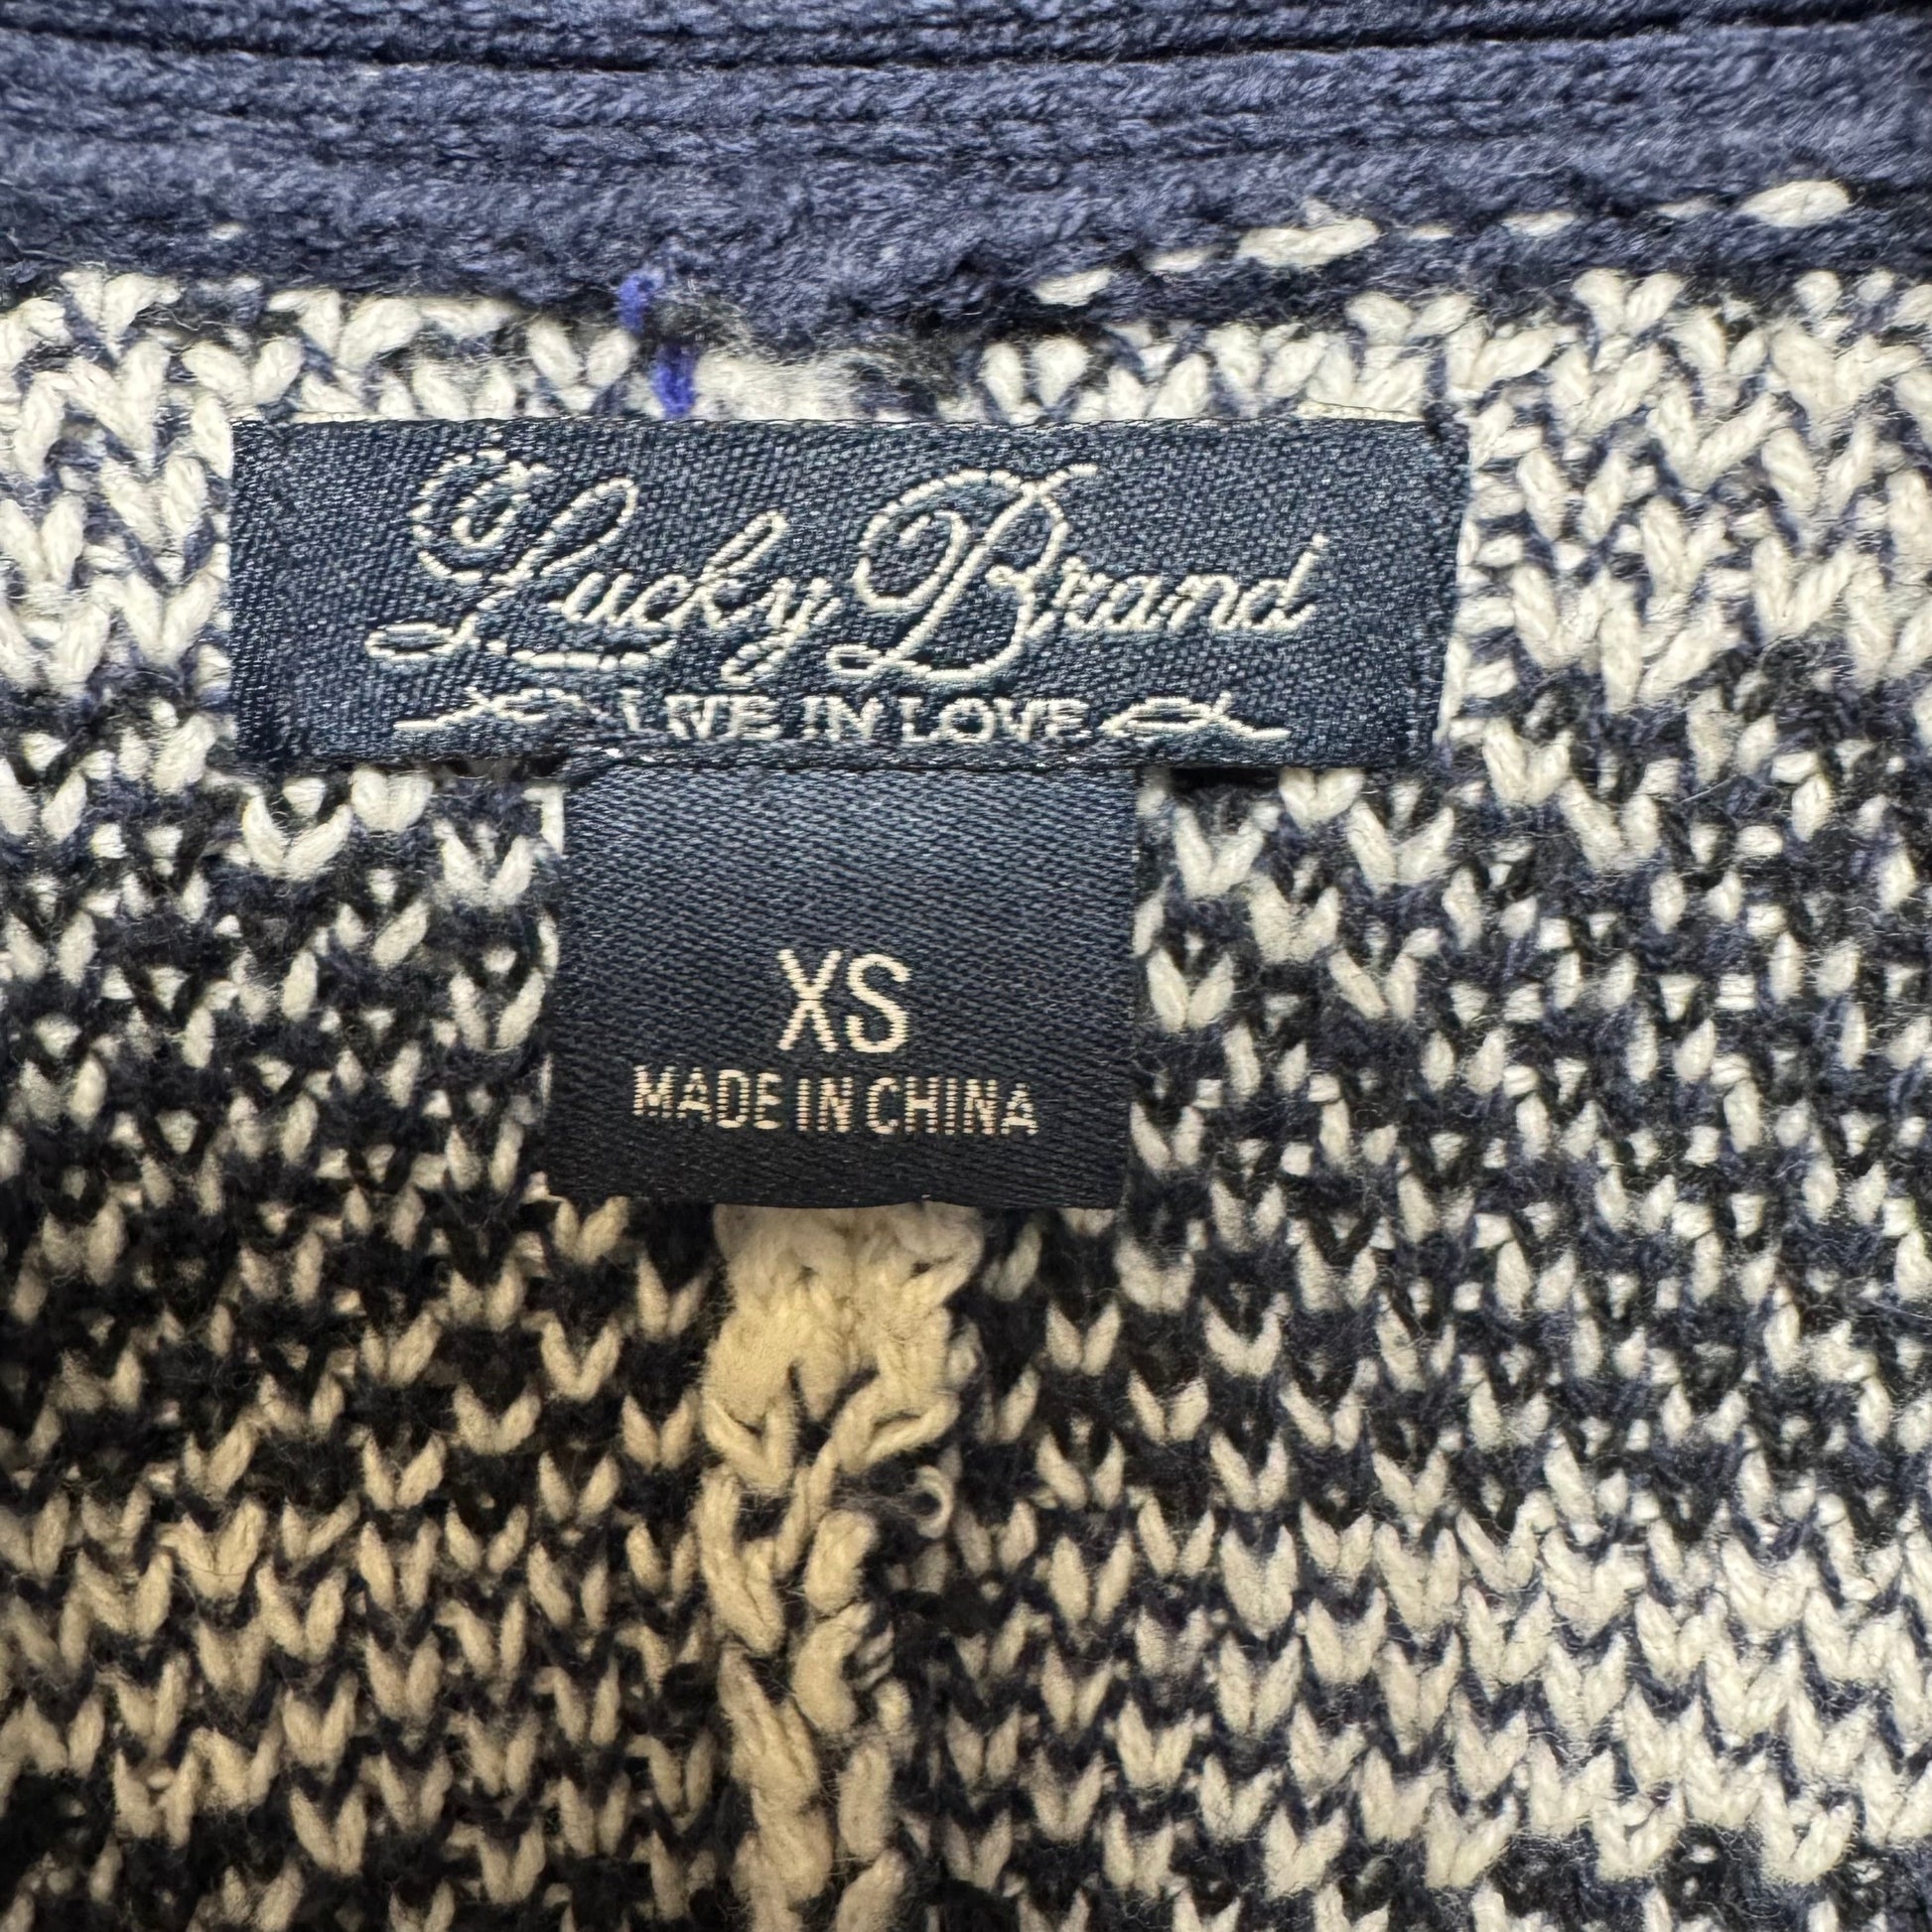 Lucky Brand
LIVE IN LOVE
XS
MADE IN CHINA